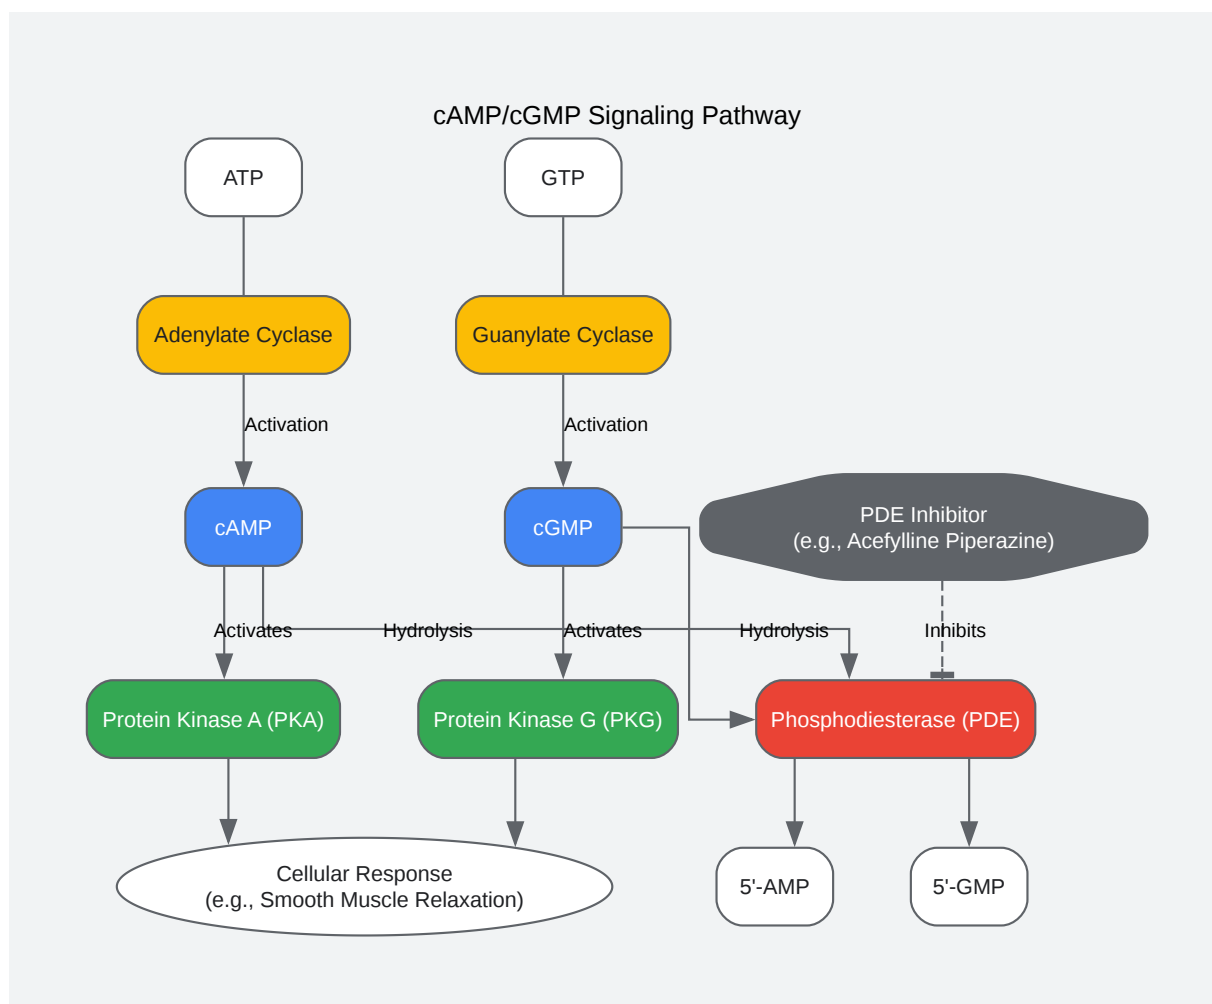 cAMP/cGMP Signaling Pathway
ATP
GTP
Adenylate Cyclase
Guanylate Cyclase
Activation
Activation
cAMP
cGMP
PDE Inhibitor
(e.g., Acefylline Piperazine)
Activates
Hydrolysis
Activates
Hydrolysis
Inhibits
Protein Kinase A (PKA)
Protein Kinase G (PKG)
Phosphodiesterase (PDE)
Cellular Response
(e.g., Smooth Muscle Relaxation)
5'-AMP
5'-GMP